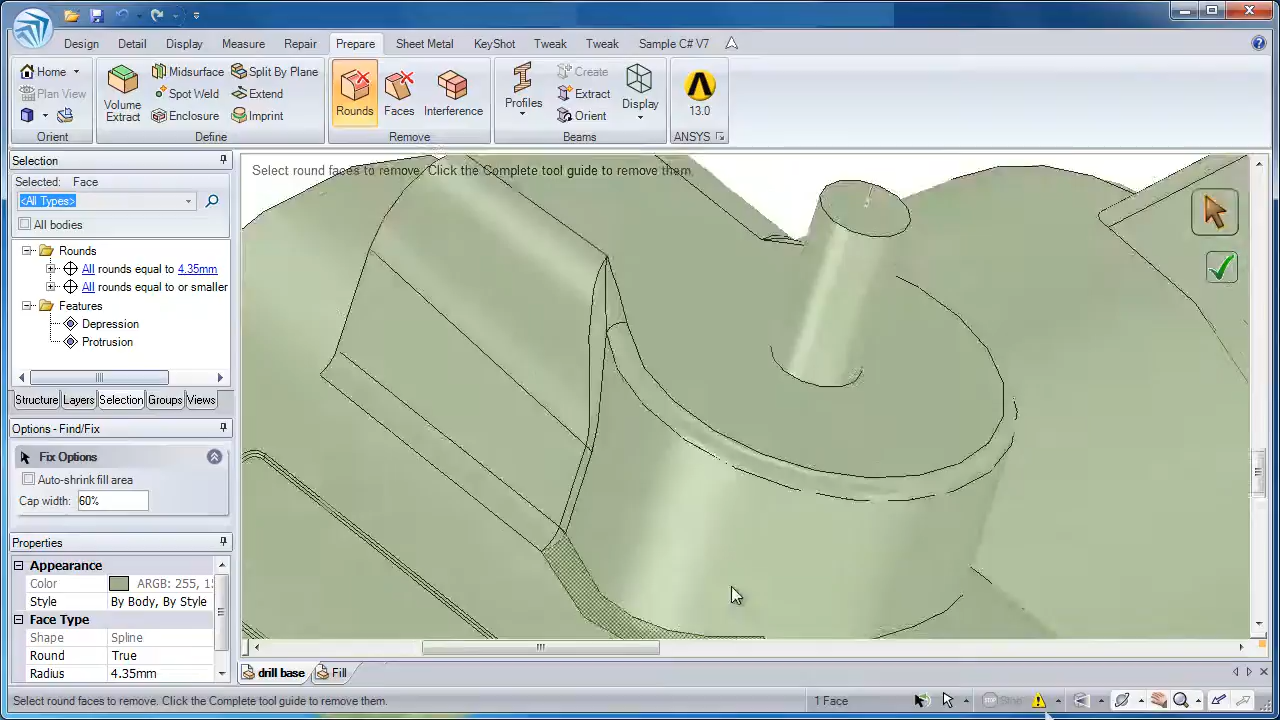 Design Detail Display Measure Repair Prepare Sheet Metal KeyShot Tweak Tweak Sample C# V7
Home
Plan View
Orient
Volume Extract
Midsurface
Spot Weld
Enclosure
Split By Plane
Extend
Imprint
Define
Rounds
Faces
Interference
Remove
Profiles
Create
Extract
Orient
Display
Beams
13.0
ANSYS
Selection
Selected: Face
<All Types>
All bodies
Rounds
All rounds equal to 4.35mm
All rounds equal to or smaller
Features
Depression
Protrusion
Structure Layers Selection Groups Views
Options - Find/Fix
Fix Options
Auto-shrink fill area
Cap width: 60%
Properties
Appearance
Color ARGB: 255, 1
Style By Body, By Style
Face Type
Shape Spline
Round True
Radius 4.35mm
Select round faces to remove. Click the Complete tool guide to remove them.
drill base Fill
Select round faces to remove. Click the Complete tool guide to remove them.
1 Face